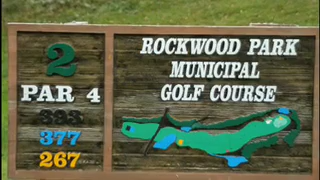 2
PAR 4
377
267
ROCKWOOD PARK
MUNICIPAL
GOLF COURSE